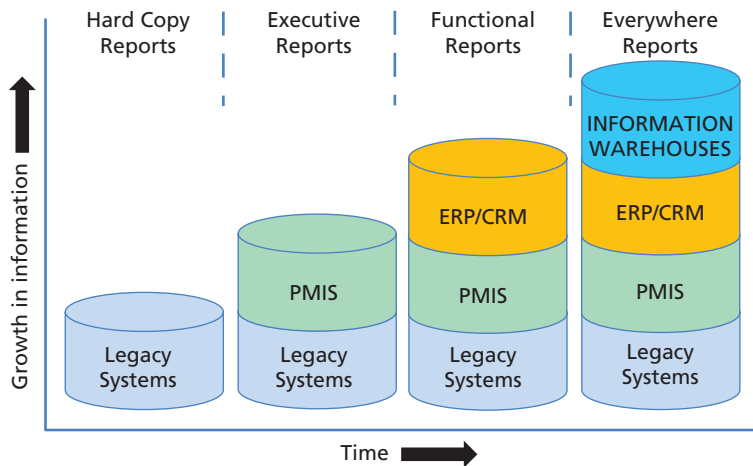 Hard Copy
Reports
Executive
Reports
Functional
Reports
Everywhere
Reports
Growth in information
Legacy
Systems
PMIS
Legacy
Systems
ERP/CRM
PMIS
Legacy
Systems
INFORMATION
WAREHOUSES
ERP/CRM
PMIS
Legacy
Systems
Time